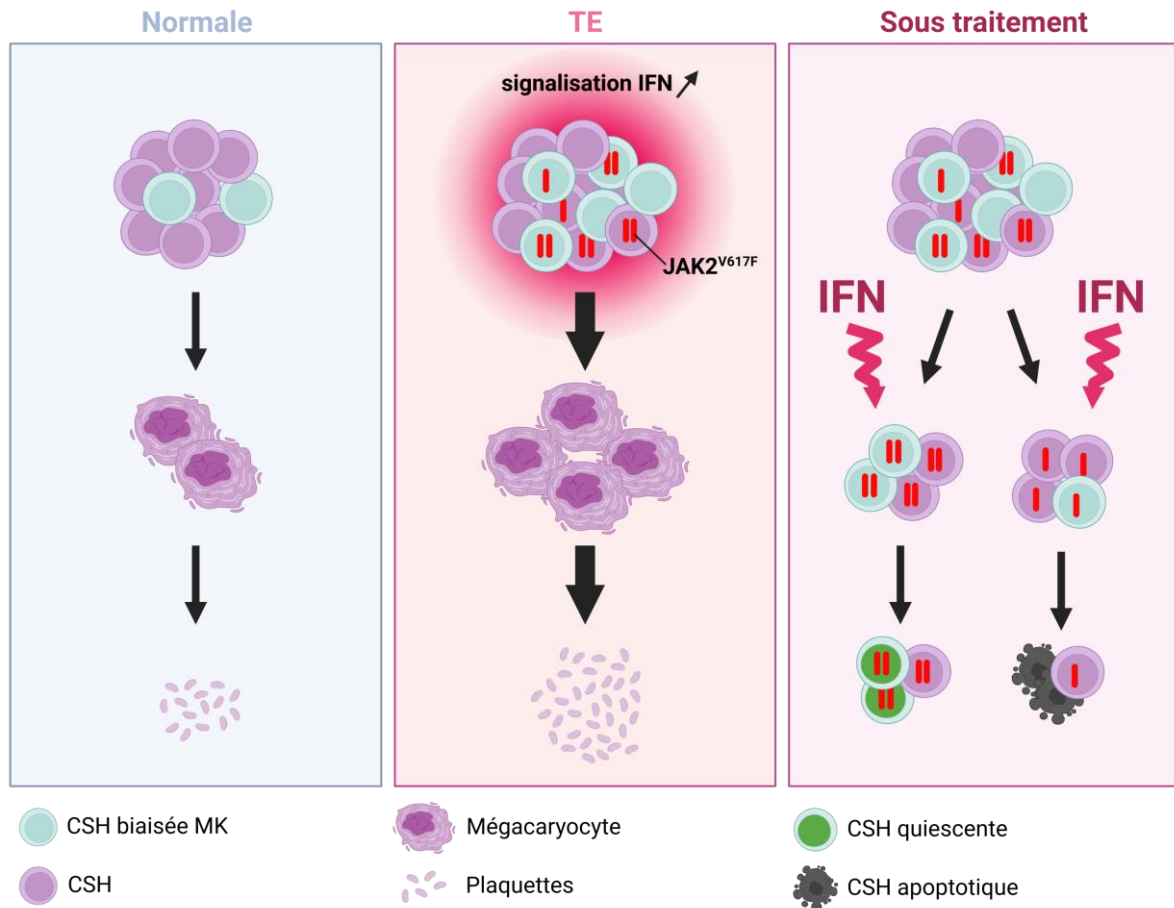 Normale
TE
Sous traitement
signalisation IFN
JAK2V617F
IFN
IFN
CSH biaisée MK
Mégacaryocyte
CSH quiescente
CSH
Plaquettes
CSH apoptotique